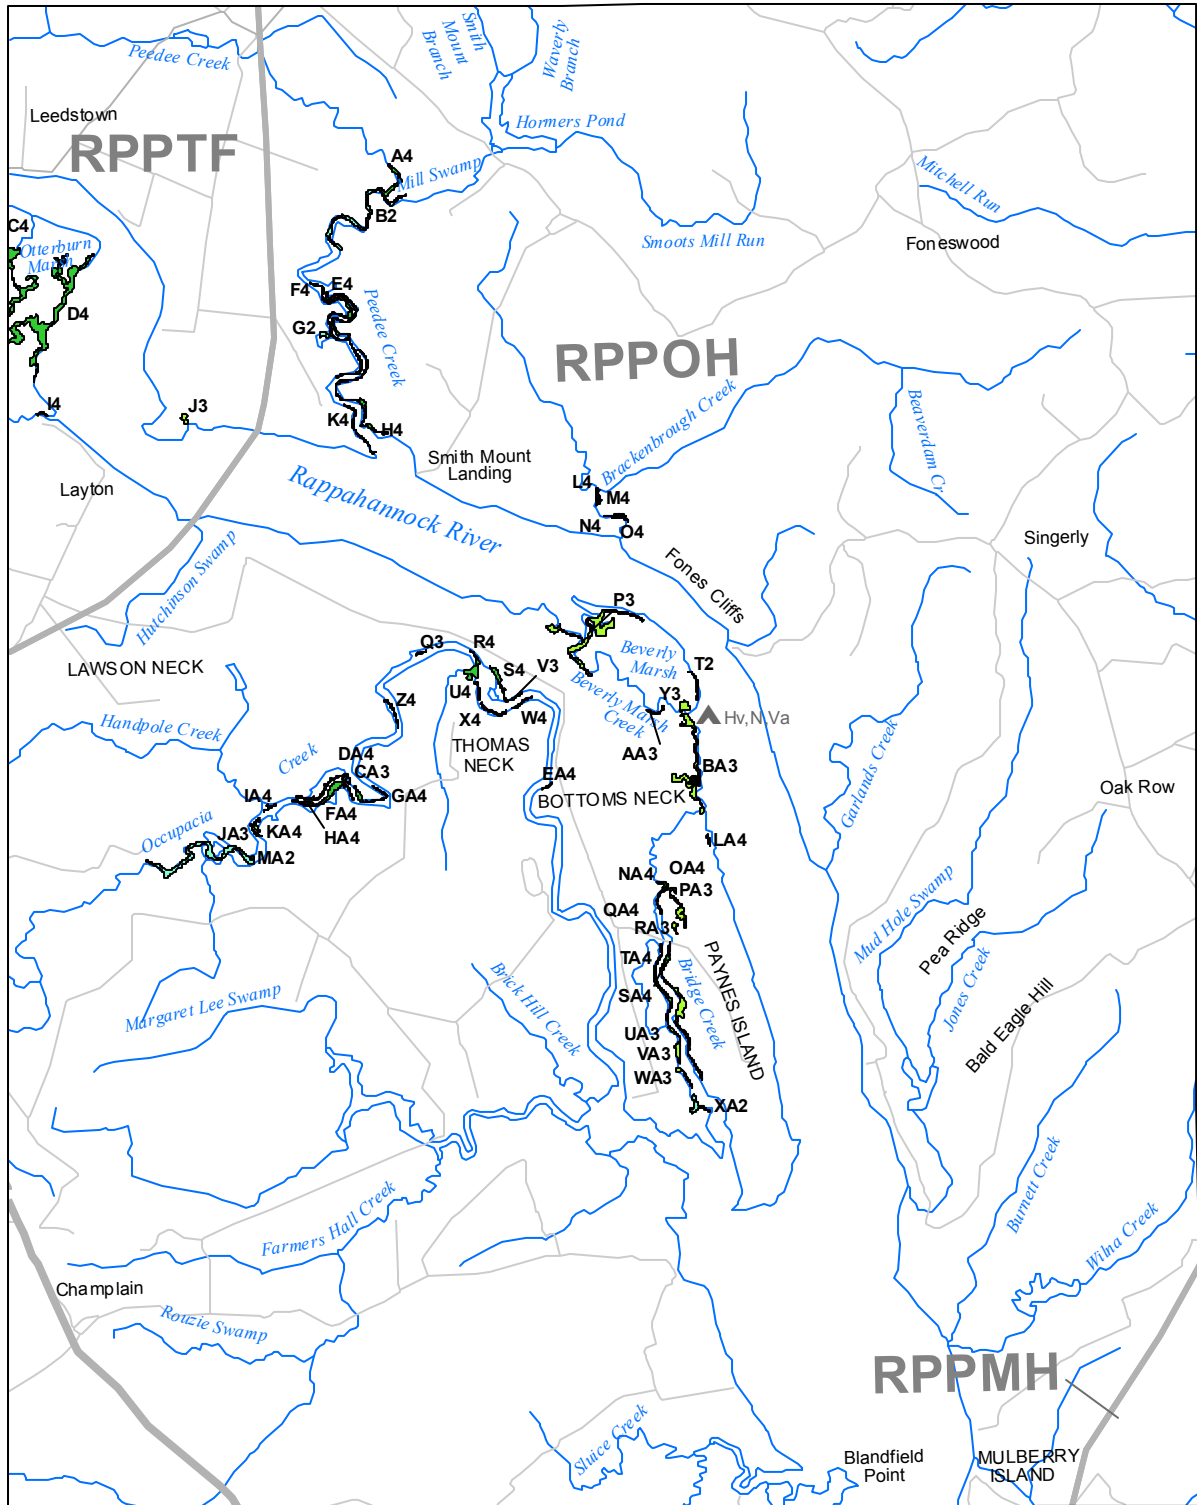 Peedee Creek
Smith
Mount
Branch
Waverly
Branch
Leedstown
RPPTF
Hormers Pond
A4
Mill Swamp
B2
Mitchell Run
C4
Otterburn
Marsh
Smoots Mill Run
Foneswood
D4
F4
E4
G2
Peedee Creek
RPPOH
I4
J3
K4
H4
Brackenbrough Creek
Beaverdam Cr
Smith Mount
Landing
Layton
Rappahannock River
L4
M4
N4
O4
Singerly
Hutchinson Swamp
Fones Cliffs
P3
LAWSON NECK
Q3
R4
S4
V3
Beverly
Marsh
T2
U4
Y3
Beverly Marsh
Creek
Hv,N,Va
Z4
X4
W4
Handpole Creek
THOMAS
NECK
AA3
Creek
DA4
CA3
EA4
BA3
Garlands Creek
Oak Row
GA4
BOTTOMS NECK
IA4
FA4
HA4
Occupacia
JA3
KA4
MA2
LA4
NA4
OA4
PA3
QA4
RA3
Mud Hole Swamp
Pea Ridge
TA4
PAYNES ISLAND
Bridge Creek
SA4
Jones Creek
Brick Hill Creek
Margaret Lee Swamp
UA3
VA3
WA3
Bald Eagle Hill
XA2
Burnett Creek
Farmers Hall Creek
Wilna Creek
Champlain
Rouzie Swamp
RPPMH
Sluice Creek
Blandfield
Point
MULBERRY
ISLAND